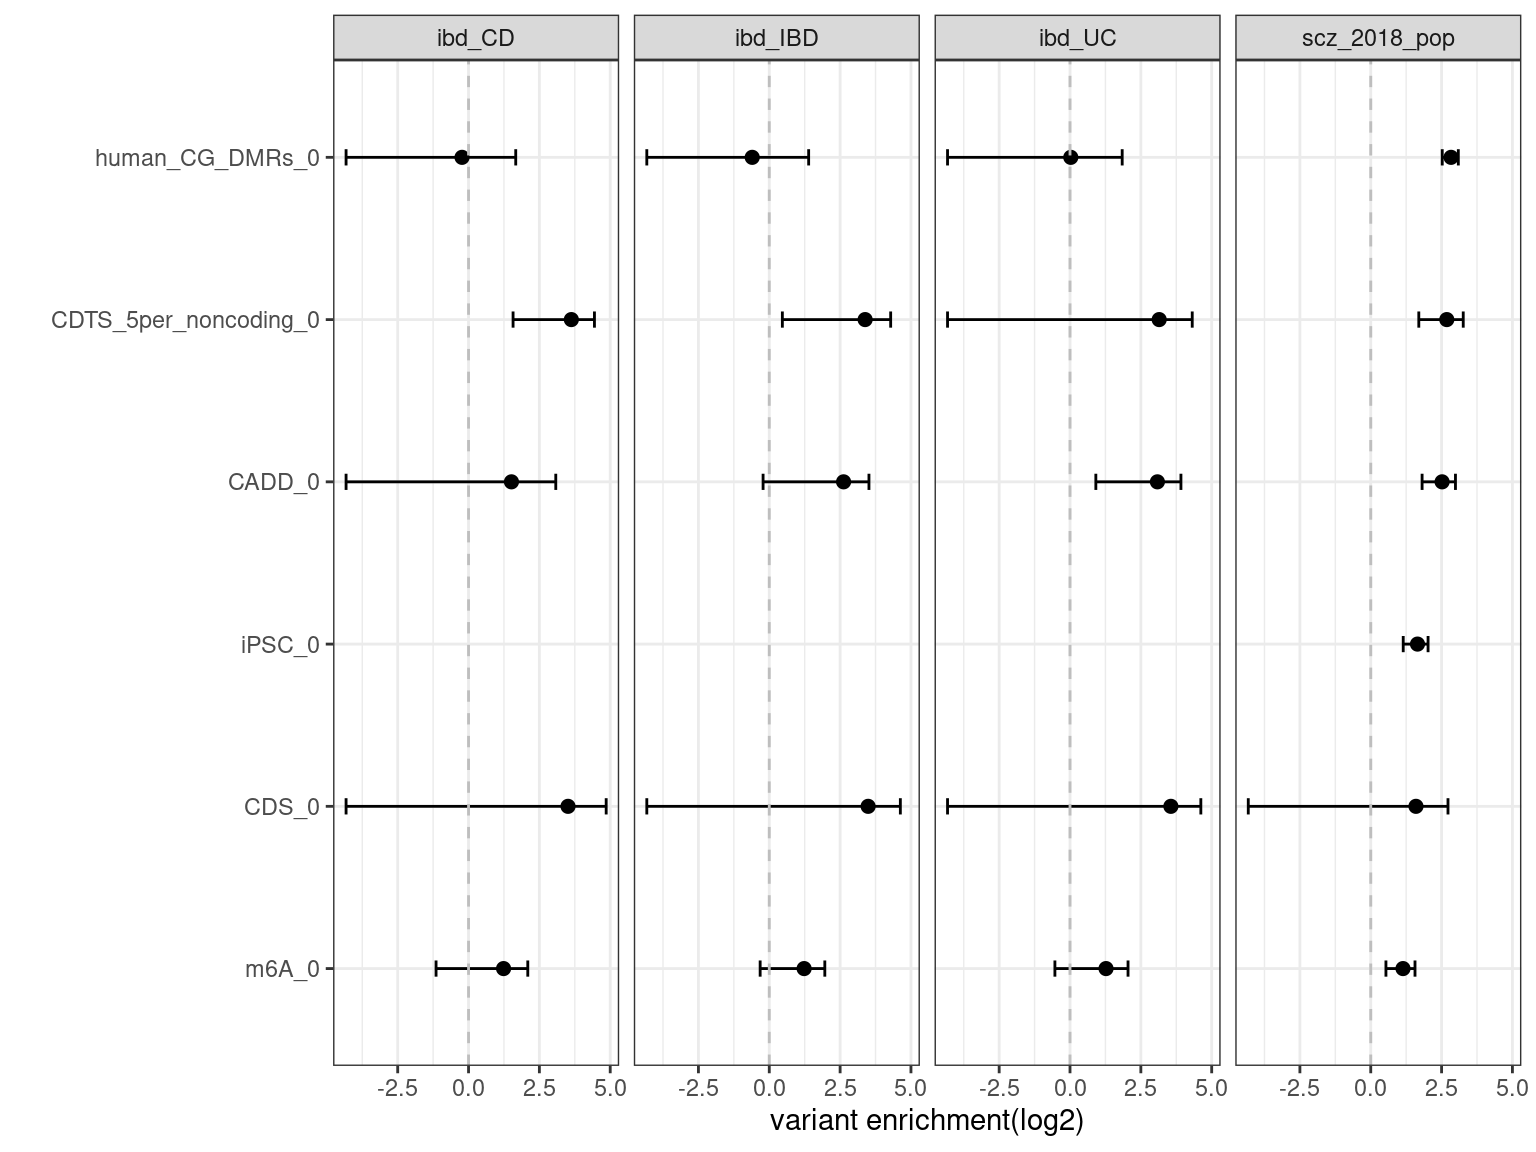 ibd_CD ibd_IBD ibd_UC scz_2018_pop
human_CG_DMRs_0
CDTS_5per_noncoding_0
CADD_0
iPSC_0
CDS_0
m6A_0
-2.5 0.0 2.5 5.0 -2.5 0.0 2.5 5.0 -2.5 0.0 2.5 5.0 -2.5 0.0 2.5 5.0
variant enrichment(log2)